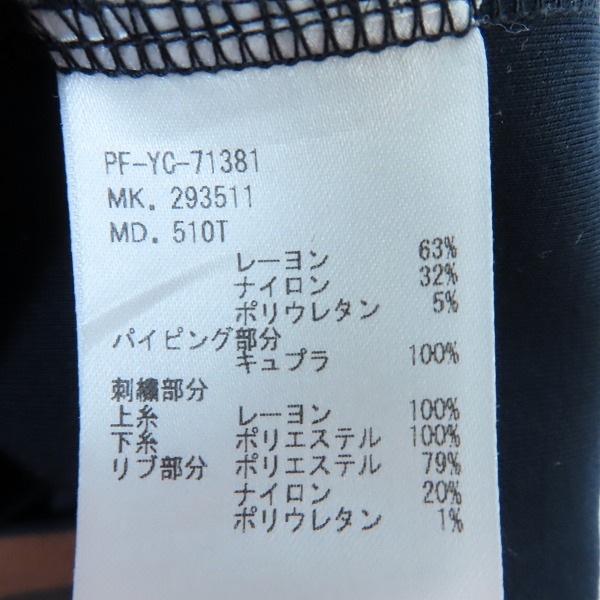 PF-YC-71381
MK. 293511
MD. 510T
レーヨン 63%
ナイロン 32%
ポリウレタン 5%
パイピング部分
キュプラ 100%
刺繍部分
上糸 レーヨン 100%
下糸 ポリエステル 100%
リブ部分 ポリエステル 79%
ナイロン 20%
ポリウレタン 1%